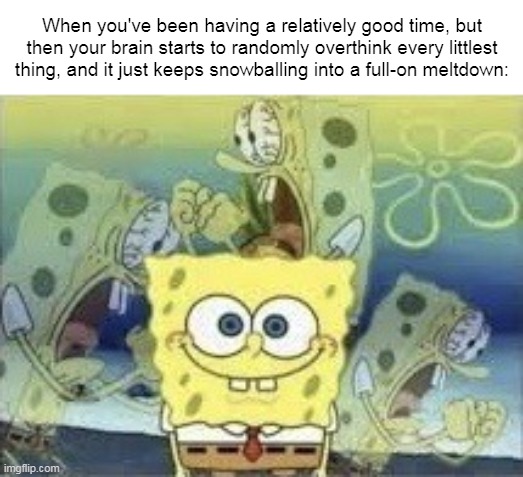 When you've been having a relatively good time, but
then your brain starts to randomly overthink every littlest
thing, and it just keeps snowballing into a full-on meltdown:
imgflip.com